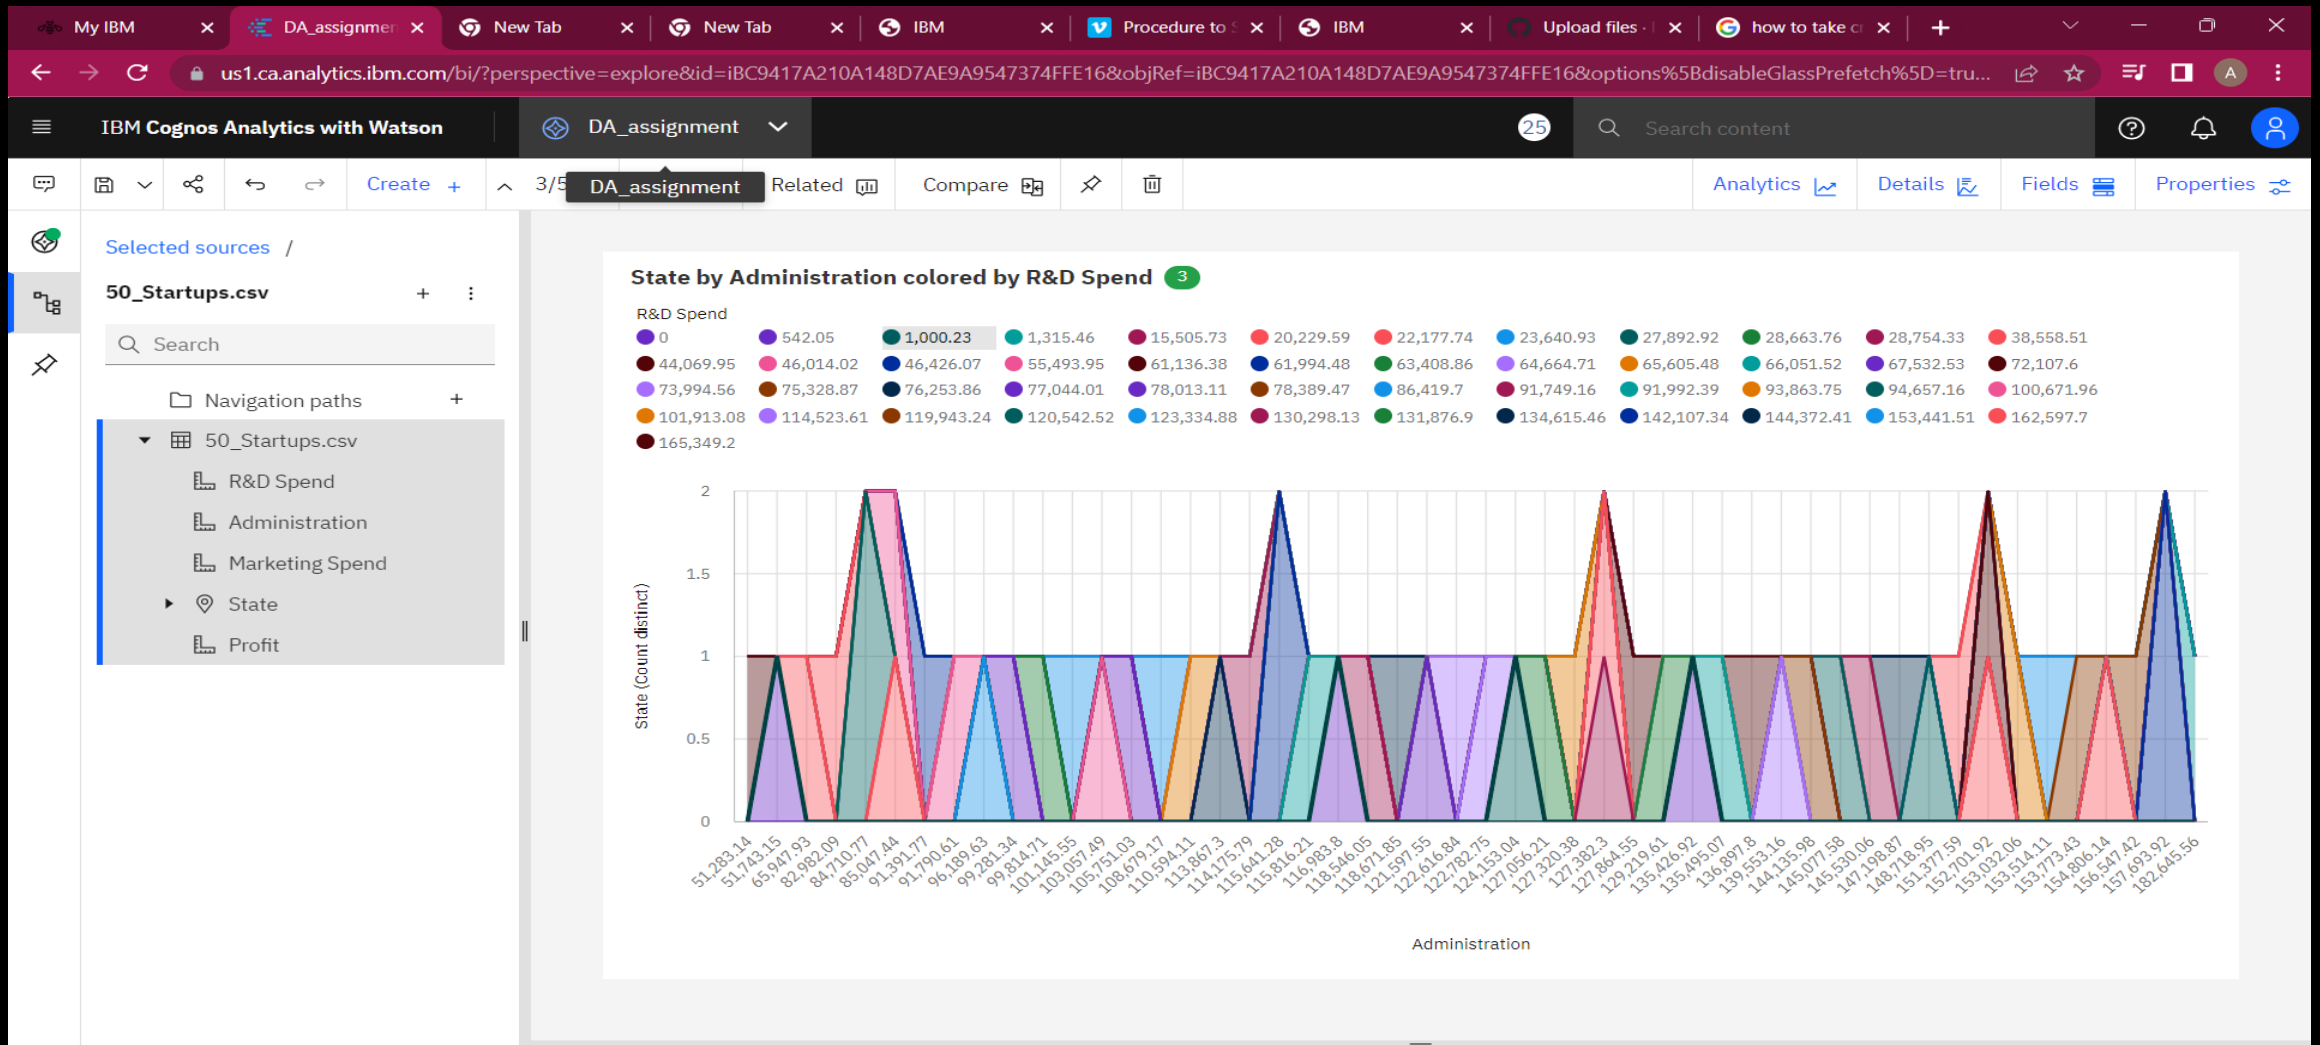 My IBM
DA_assignmen
New Tab
New Tab
IBM
Procedure to S
IBM
Upload files ·
how to take cr
us1.ca.analytics.ibm.com/bi/?perspective=explore&id=iBC9417A210A148D7AE9A9547374FFE16&objRef=iBC9417A210A148D7AE9A9547374FFE16&options%5BdisableGlassPrefetch%5D=tru...
A
IBM Cognos Analytics with Watson
DA_assignment
25
Search content
Create +
3/5
DA_assignment
Related
Compare
Analytics
Details
Fields
Properties
Selected sources /
50_Startups.csv
Search
Navigation paths
50_Startups.csv
R&D Spend
Administration
Marketing Spend
State
Profit
State by Administration colored by R&D Spend 3
R&D Spend
0 542.05 1,000.23 1,315.46 15,505.73 20,229.59 22,177.74 23,640.93 27,892.92 28,663.76 28,754.33 38,558.51
44,069.95 46,014.02 46,426.07 55,493.95 61,136.38 61,994.48 63,408.86 64,664.71 65,605.48 66,051.52 67,532.53 72,107.6
73,994.56 75,328.87 76,253.86 77,044.01 78,013.11 78,389.47 86,419.7 91,749.16 91,992.39 93,863.75 94,657.16 100,671.96
101,913.08 114,523.61 119,943.24 120,542.52 123,334.88 130,298.13 131,876.9 134,615.46 142,107.34 144,372.41 153,441.51 162,597.7
165,349.2
2
1.5
1
0.5
0
State (Count distinct)
51,283.14
51,743.15
65,947.93
82,982.09
84,710.77
85,047.44
91,391.77
91,790.61
96,189.63
99,281.34
99,814.71
101,145.55
103,057.49
105,751.03
108,679.17
110,594.11
113,867.3
114,175.79
115,641.28
115,816.21
116,983.8
118,546.05
118,671.85
121,597.55
122,616.84
122,782.75
124,153.04
127,056.21
127,320.38
127,382.3
127,864.55
129,219.61
135,426.92
135,495.07
136,897.8
139,553.16
144,135.98
145,077.58
145,530.06
147,198.87
148,718.95
151,377.59
152,701.92
153,032.06
153,514.11
153,773.43
154,806.14
156,547.42
157,693.92
182,645.56
Administration